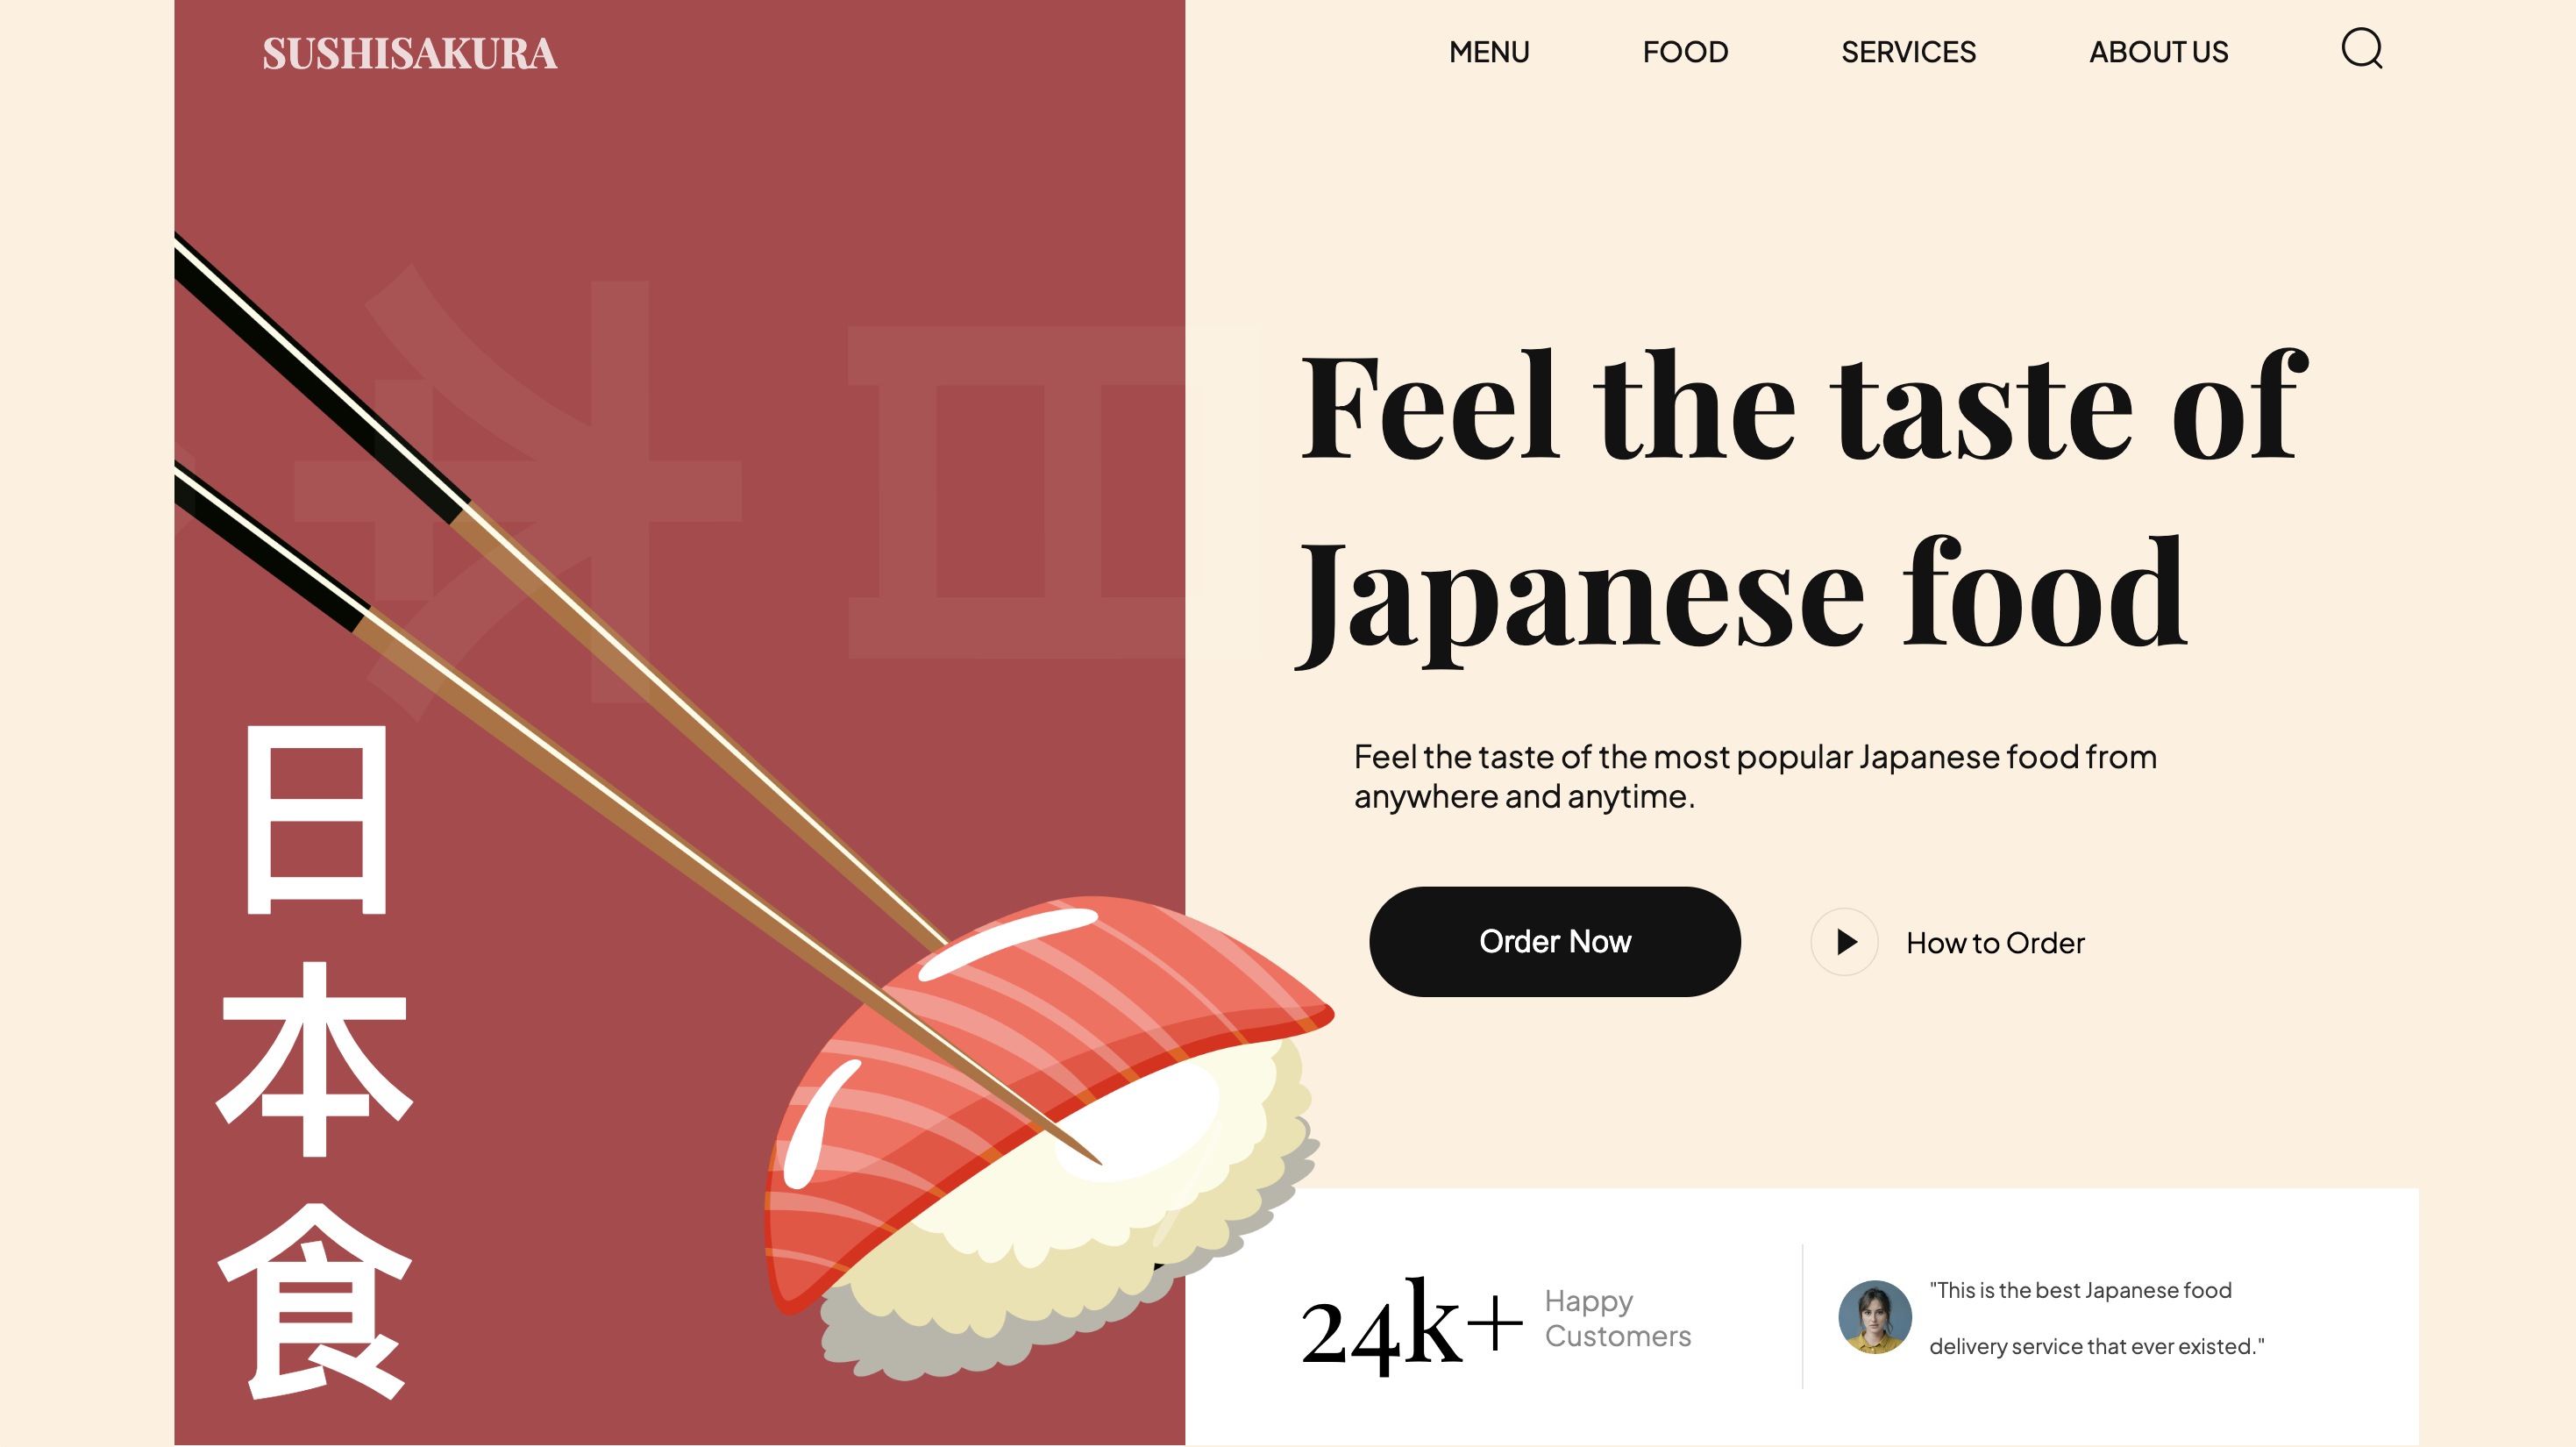 SUSHISAKURA
MENU
FOOD
SERVICES
ABOUT US
日
本
食
Feel the taste of
Japanese food
Feel the taste of the most popular Japanese food from
anywhere and anytime.
Order Now
How to Order
24k+
Happy
Customers
"This is the best Japanese food
delivery service that ever existed."